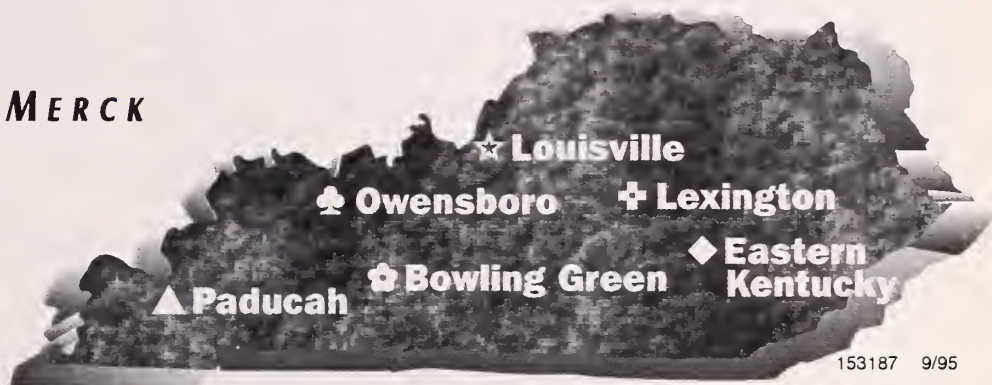 MERCK
Louisville
Owensboro
Lexington
Eastern
Kentucky
Bowling Green
Paducah
153187 9/95